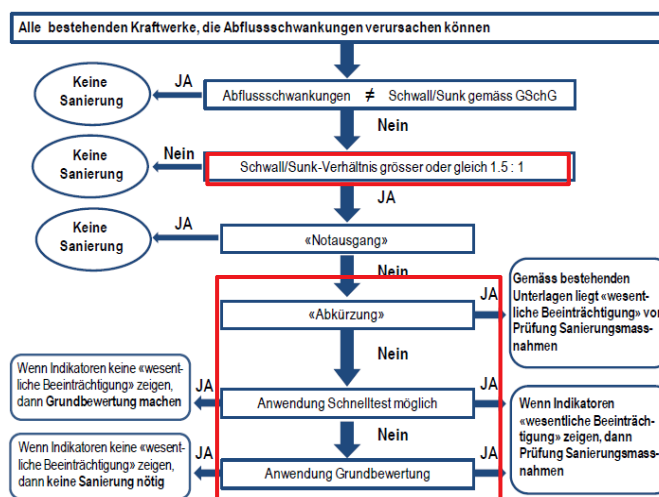 Alle bestehenden Kraftwerke, die Abflussschwankungen verursachen können
Keine
Sanierung
JA
Abflussschwankungen ≠ Schwall/Sunk gemäss GSchG
Nein
Keine
Sanierung
Nein
Schwall/Sunk-Verhältnis grösser oder gleich 1.5 : 1
JA
Keine
Sanierung
JA
«Notausgang»
Nein
«Abkürzung»
JA
Gemäss bestehenden
Unterlagen liegt «wesent-
liche Beeinträchtigung» vor
Prüfung Sanierungsmass-
nahmen
Nein
Wenn Indikatoren keine «wesent-
liche Beeinträchtigung» zeigen,
dann Grundbewertung machen
JA
Anwendung Schnelltest möglich
JA
Wenn Indikatoren
«wesentliche Beeinträch-
tigung» zeigen, dann
Prüfung Sanierungsmass-
nahmen
Nein
Wenn Indikatoren keine «wesent-
liche Beeinträchtigung» zeigen,
dann keine Sanierung nötig
JA
Anwendung Grundbewertung
JA